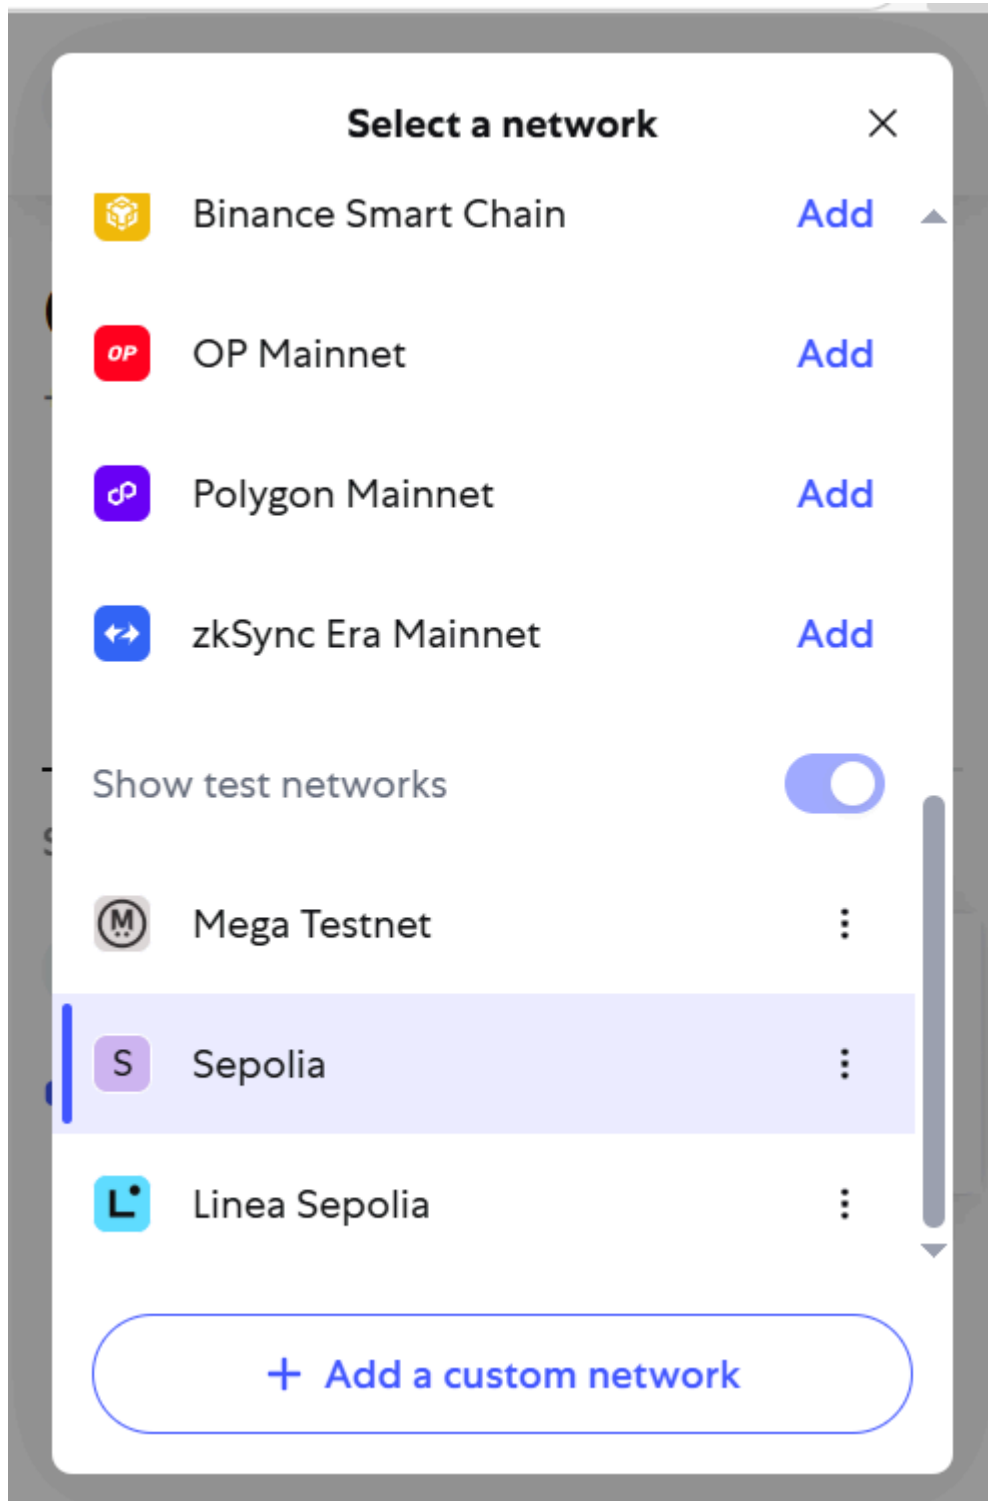 Select a network
Binance Smart Chain Add
OP OP Mainnet Add
Polygon Mainnet Add
zkSync Era Mainnet Add
Show test networks
M Mega Testnet
S Sepolia
L Linea Sepolia
+ Add a custom network